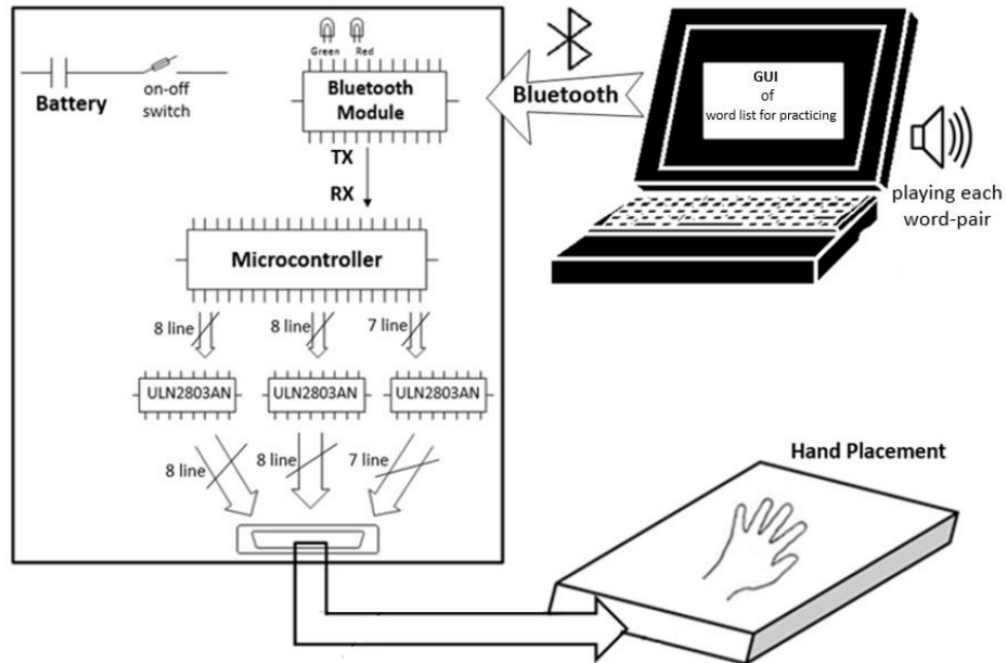 Green Red
Battery
on-off
switch
Bluetooth
Module
Bluetooth
GUI
of
word list for practicing
playing each
word-pair
TX
RX
Microcontroller
8 line
8 line
7 line
ULN2803AN
ULN2803AN
ULN2803AN
8 line
8 line
7 line
Hand Placement